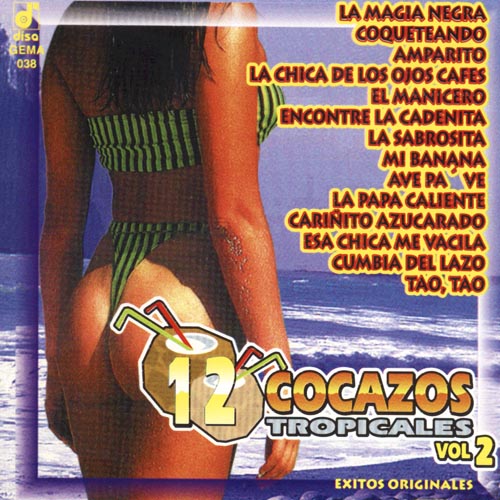 disa
GEMA
038
LA MAGIA NEGRA
COQUETEANDO
AMPARITO
LA CHICA DE LOS OJOS CAFES
EL MANICERO
ENCONTRE LA CADENITA
LA SABROSITA
MI BANANA
AVE PA´ VE
LA PAPA CALIENTE
CARIÑITO AZUCARADO
ESA CHICA ME VACILA
CUMBIA DEL LAZO
TAO, TAO
12 COCAZOS
TROPICALES
VOL 2
EXITOS ORIGINALES